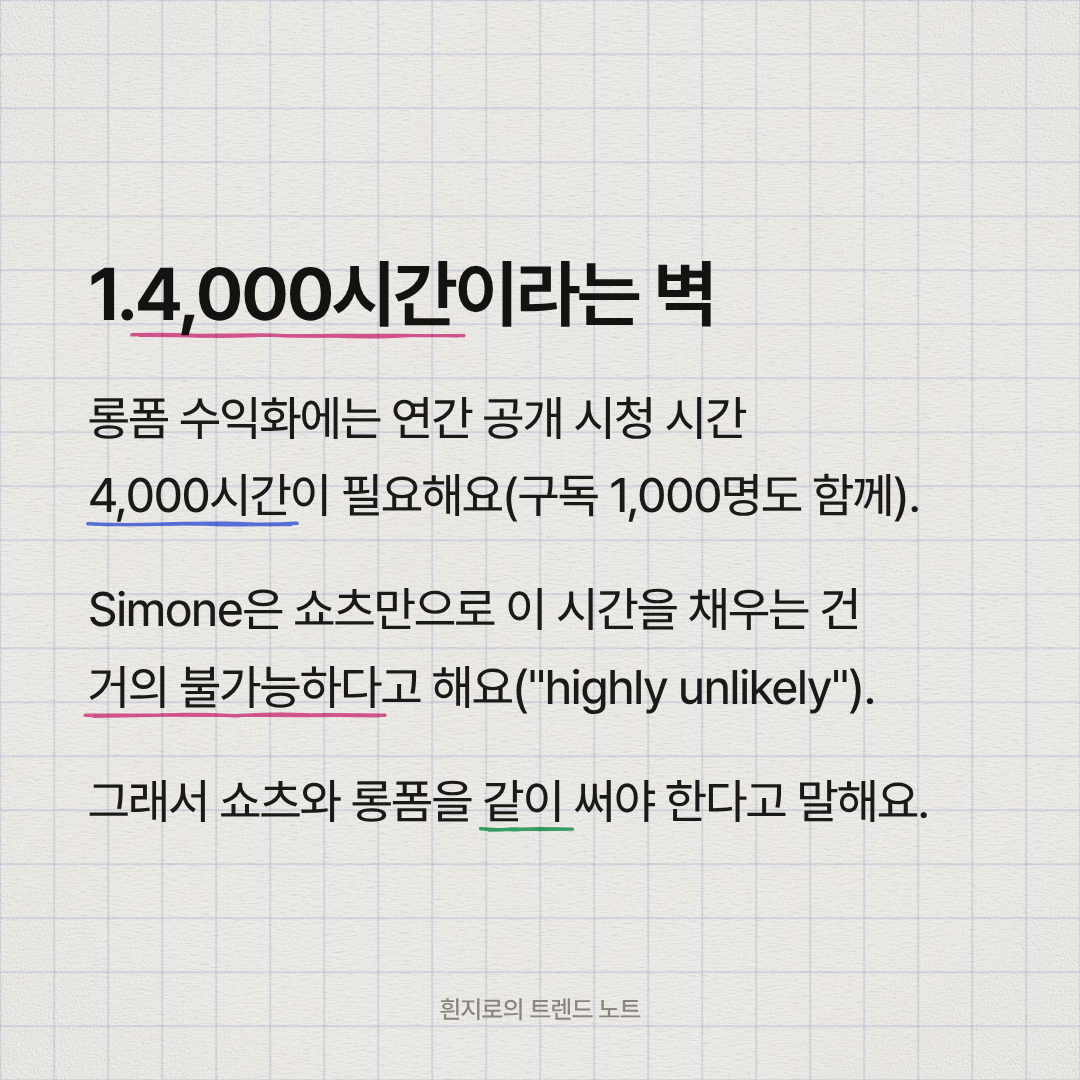 1.4,000시간이라는 벽
롱폼 수익화에는 연간 공개 시청 시간
4,000시간이 필요해요(구독 1,000명도 함께).
Simone은 쇼츠만으로 이 시간을 채우는 건
거의 불가능하다고 해요("highly unlikely").
그래서 쇼츠와 롱폼을 같이 써야 한다고 말해요.
흰지로의 트렌드 노트